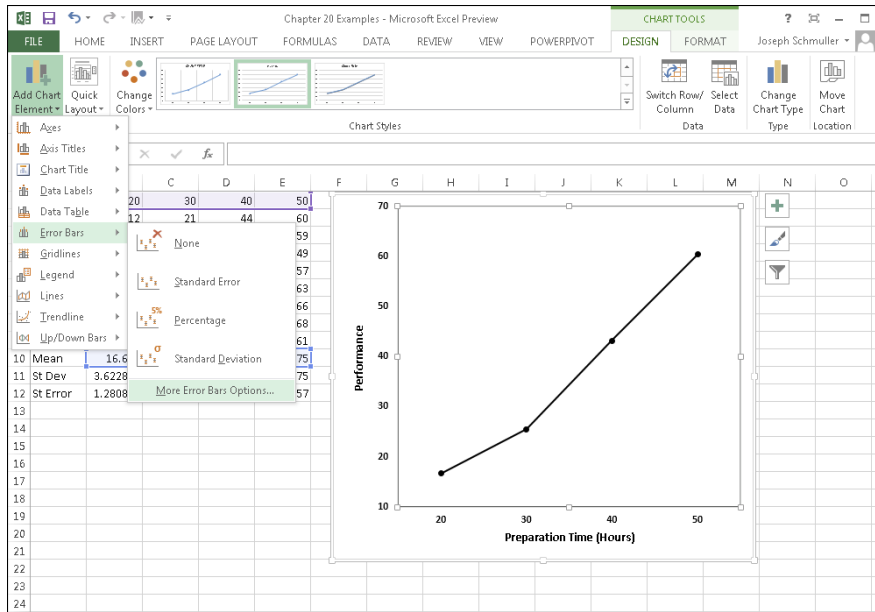 Chapter 20 Examples - Microsoft Excel Preview
CHART TOOLS
?
FILE HOME INSERT PAGE LAYOUT FORMULAS DATA REVIEW VIEW POWERPIVOT DESIGN FORMAT Joseph Schmuller
Add Chart Element
Quick Layout
Change Colors
Switch Row/ Column
Select Data
Change Chart Type
Move Chart
Chart Styles
Data
Type
Location
fx
Axes
Axis Titles
Chart Title
Data Labels
Data Table
Error Bars
Gridlines
Legend
Lines
Trendline
Up/Down Bars
None
Standard Error
5%
Percentage
σ
Standard Deviation
More Error Bars Options...
C D E F G H I J K L M N O
20 30 40 50
12 21 44 60
59
49
57
63
66
68
61
10 Mean 16.6 75
11 St Dev 3.6228 75
12 St Error 1.2808 57
13
14
15
16
17
18
19
20
21
22
23
24
70
60
50
40
30
20
10
Performance
20 30 40 50
Preparation Time (Hours)